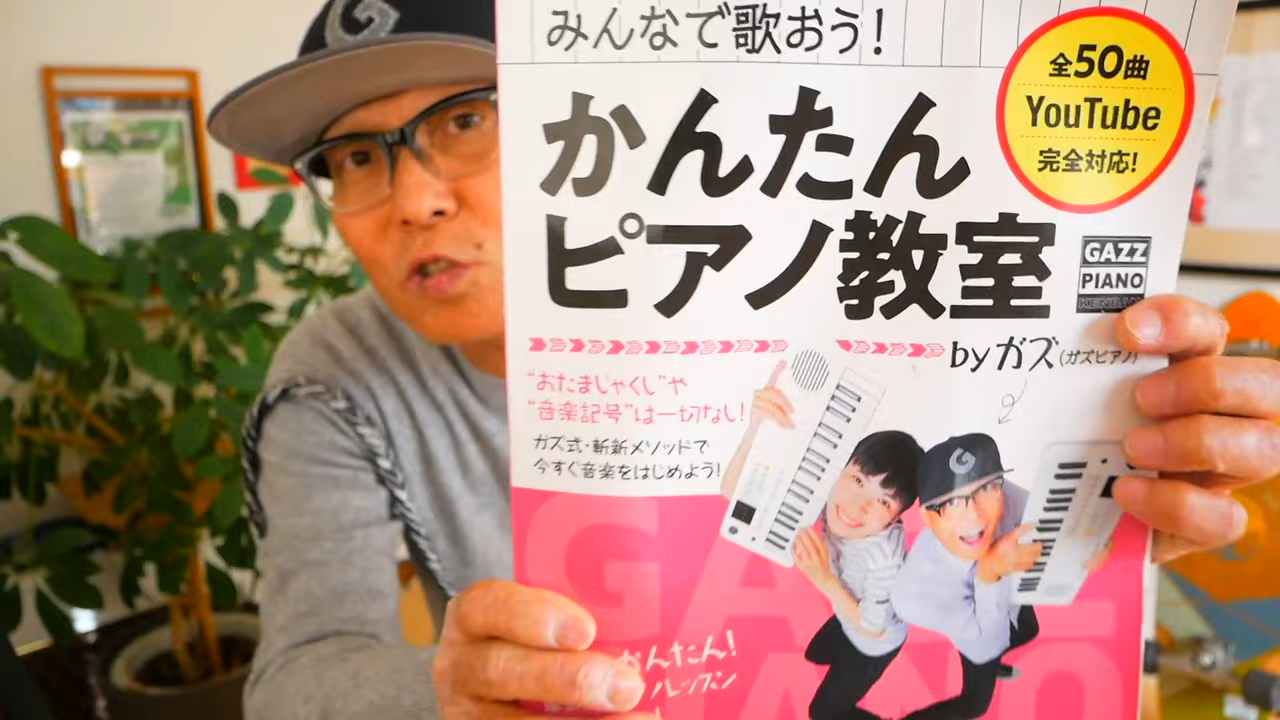 みんなで歌おう！
全50曲
YouTube
完全対応！
かんたん
ピアノ教室
GAZZ
PIANO
KENBAN
byガズ(ガズピアノ)
“おたまじゃくし”や
“音楽記号”は一切なし！
ガズ式・斬新メソッドで
今すぐ音楽をはじめよう！
G
G
かんたん！